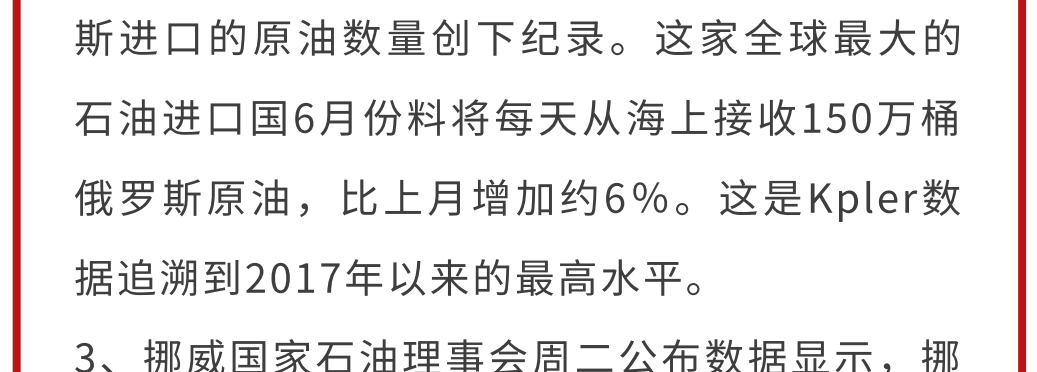 斯进口的原油数量创下纪录。这家全球最大的
石油进口国6月份料将每天从海上接收150万桶
俄罗斯原油，比上月增加约6%。这是Kpler数
据追溯到2017年以来的最高水平。
3、挪威国家石油理事会周二公布数据显示，挪